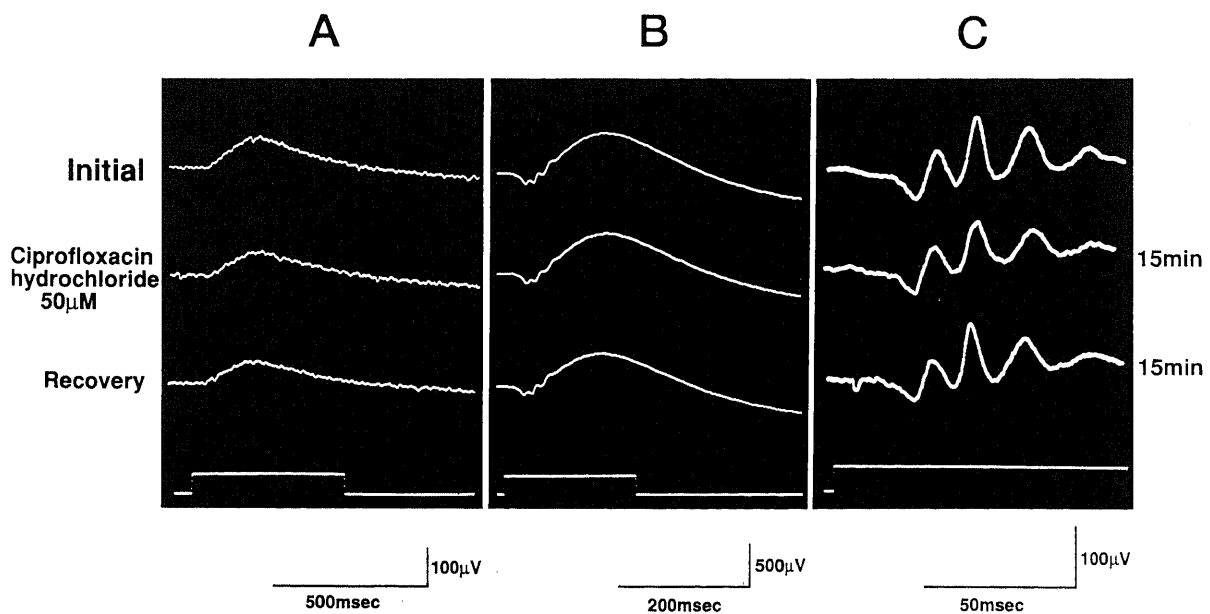 A
B
C
Initial
Ciprofloxacin
hydrochloride
50μM
15min
Recovery
15min
100μV
500msec
500μV
200msec
100μV
50msec